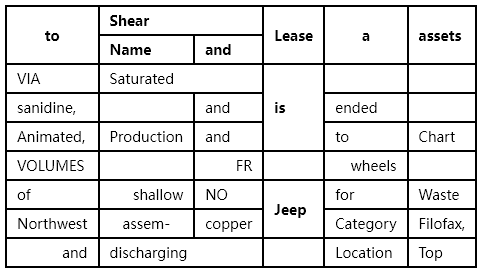 to Shear Lease a assets
Name and
VIA Saturated is
sanidine, and ended
Animated, Production and to Chart
VOLUMES FR wheels
of shallow NO Jeep for Waste
Northwest assem- copper Category Filofax,
and discharging Location Top